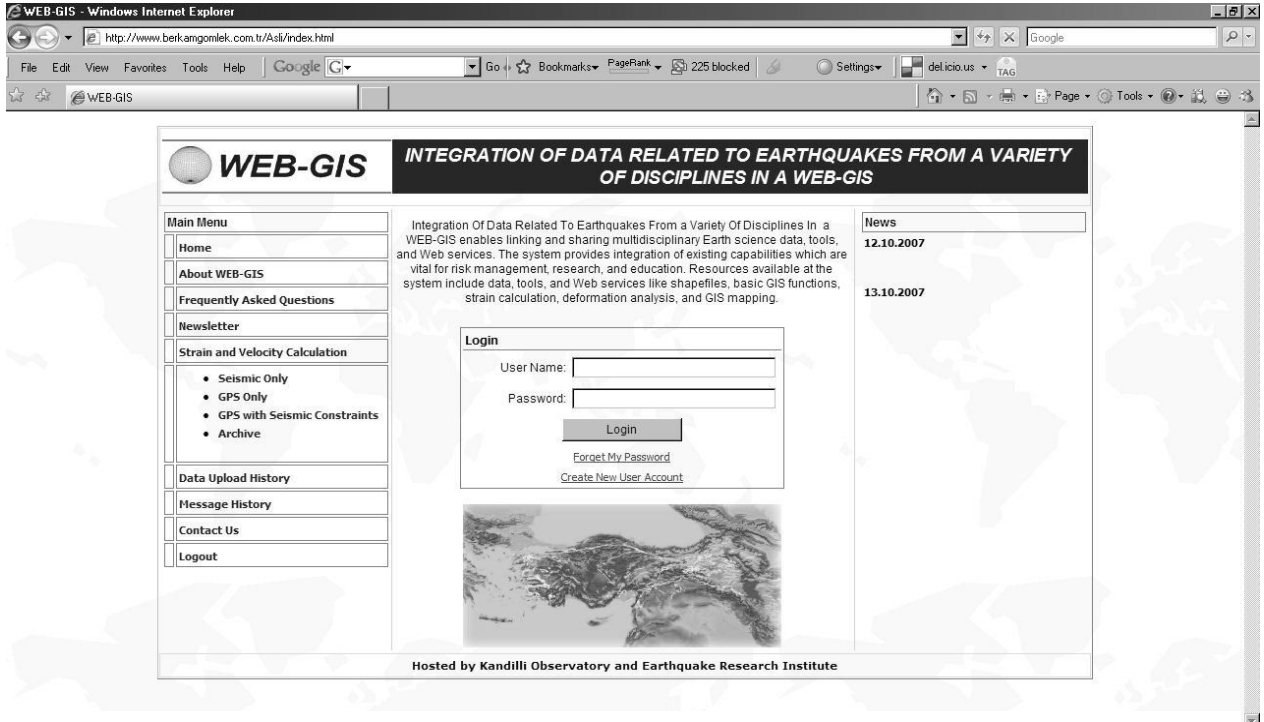 WEB-GIS - Windows Internet Explorer
http://www.berkamgomlek.com.tr/Asli/index.html
Google
File Edit View Favorites Tools Help Google G Go Bookmarks PageRank 225 blocked Settings del.icio.us TAG
WEB-GIS Page Tools
WEB-GIS
INTEGRATION OF DATA RELATED TO EARTHQUAKES FROM A VARIETY
OF DISCIPLINES IN A WEB-GIS
Main Menu
Home
About WEB-GIS
Frequently Asked Questions
Newsletter
Strain and Velocity Calculation
Seismic Only
GPS Only
GPS with Seismic Constraints
Archive
Data Upload History
Message History
Contact Us
Logout
Integration Of Data Related To Earthquakes From a Variety Of Disciplines In a
WEB-GIS enables linking and sharing multidisciplinary Earth science data, tools,
and Web services. The system provides integration of existing capabilities which are
vital for risk management, research, and education. Resources available at the
system include data, tools, and Web services like shapefiles, basic GIS functions,
strain calculation, deformation analysis, and GIS mapping.
Login
User Name:
Password:
Login
Forget My Password
Create New User Account
News
12.10.2007
13.10.2007
Hosted by Kandilli Observatory and Earthquake Research Institute